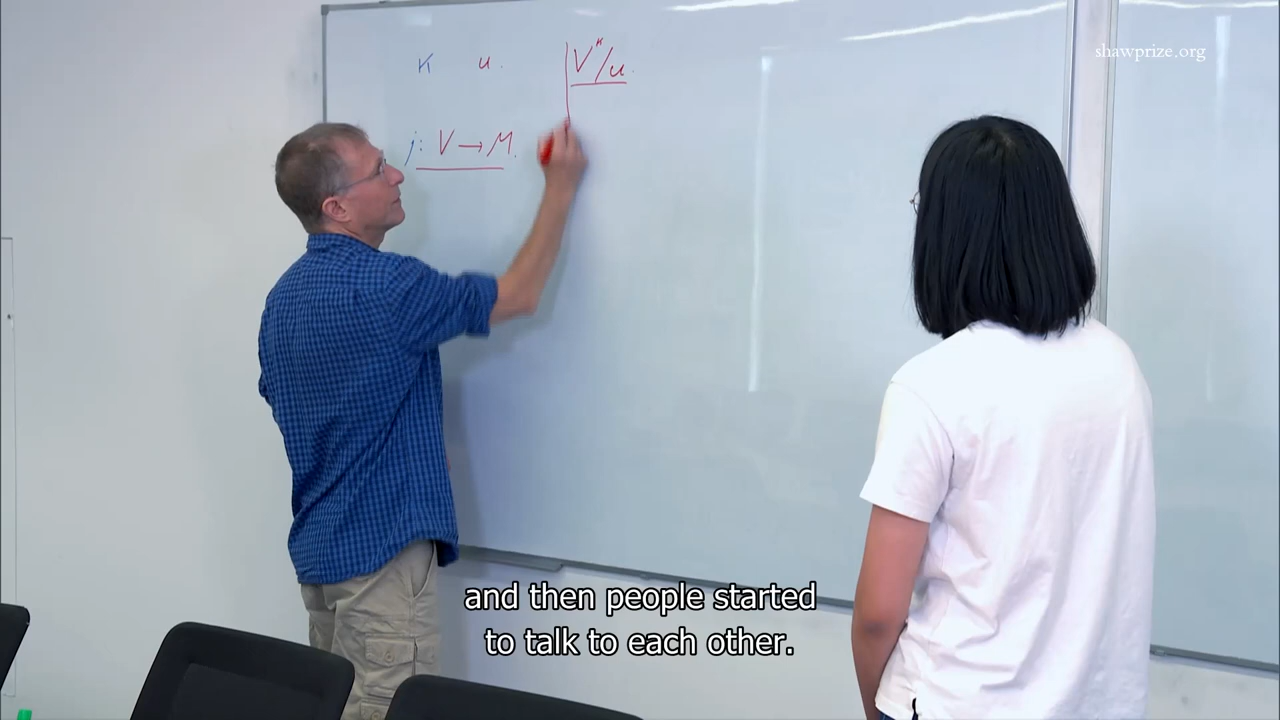 shawprize.org
κ u.
V^κ/u.
j: V → M.
and then people started
to talk to each other.